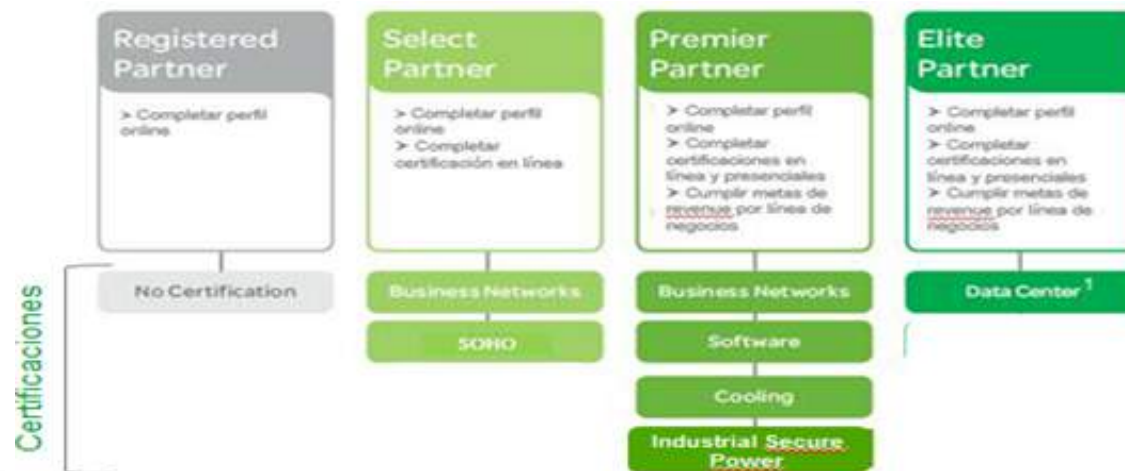 Registered
Partner
> Completar perfil
online
Select
Partner
➤ Completar perfil
online
➤ Completar
certificación en línea
Premier
Partner
➤ Completar perfil
online
➤ Completar
certificaciones en
línea y presenciales
➤ Cumplir metas de
revenue por línea de
negocios
Elite
Partner
➤ Completar perfil
online
➤ Completar
certificaciones en
línea y presenciales
➤ Cumplir metas de
revenue por línea de
negocios
Certificaciones
No Certification
Business Networks
SOHO
Business Networks
Software
Cooling
Industrial Secure
Power
Data Center¹